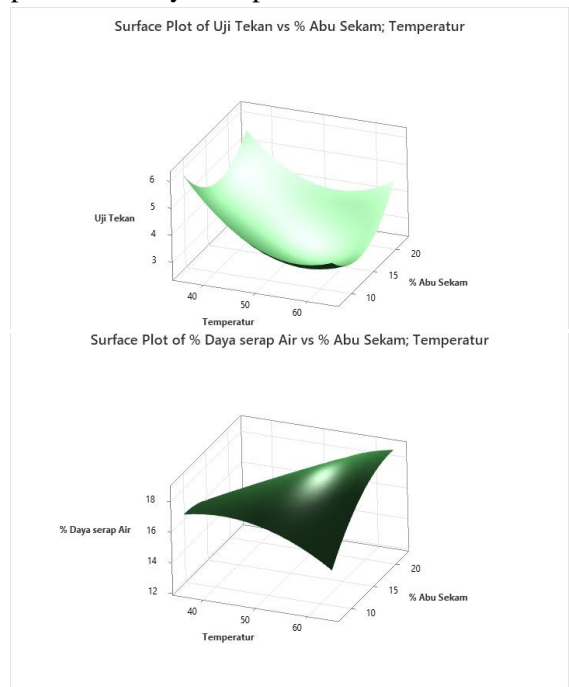 Surface Plot of Uji Tekan vs % Abu Sekam; Temperatur
6
5
Uji Tekan
4
3
20
15
% Abu Sekam
10
40
50
60
Temperatur
Surface Plot of % Daya serap Air vs % Abu Sekam; Temperatur
18
16
% Daya serap Air
14
12
20
15
% Abu Sekam
10
40
50
60
Temperatur